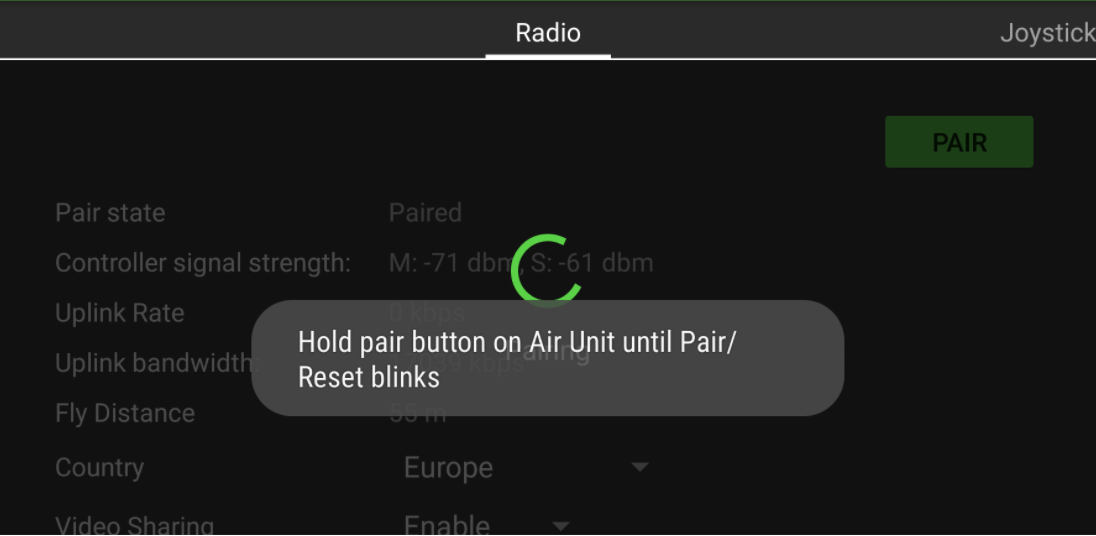 Radio
Joystick
PAIR
Pair state Paired
Controller signal strength: M: -71 dbm, S: -61 dbm
Uplink Rate 0 kbps
Hold pair button on Air Unit until Pair/
Reset blinks
Pairing
Uplink bandwidth: kbps
Fly Distance 55 m
Country Europe
Video Sharing Enable